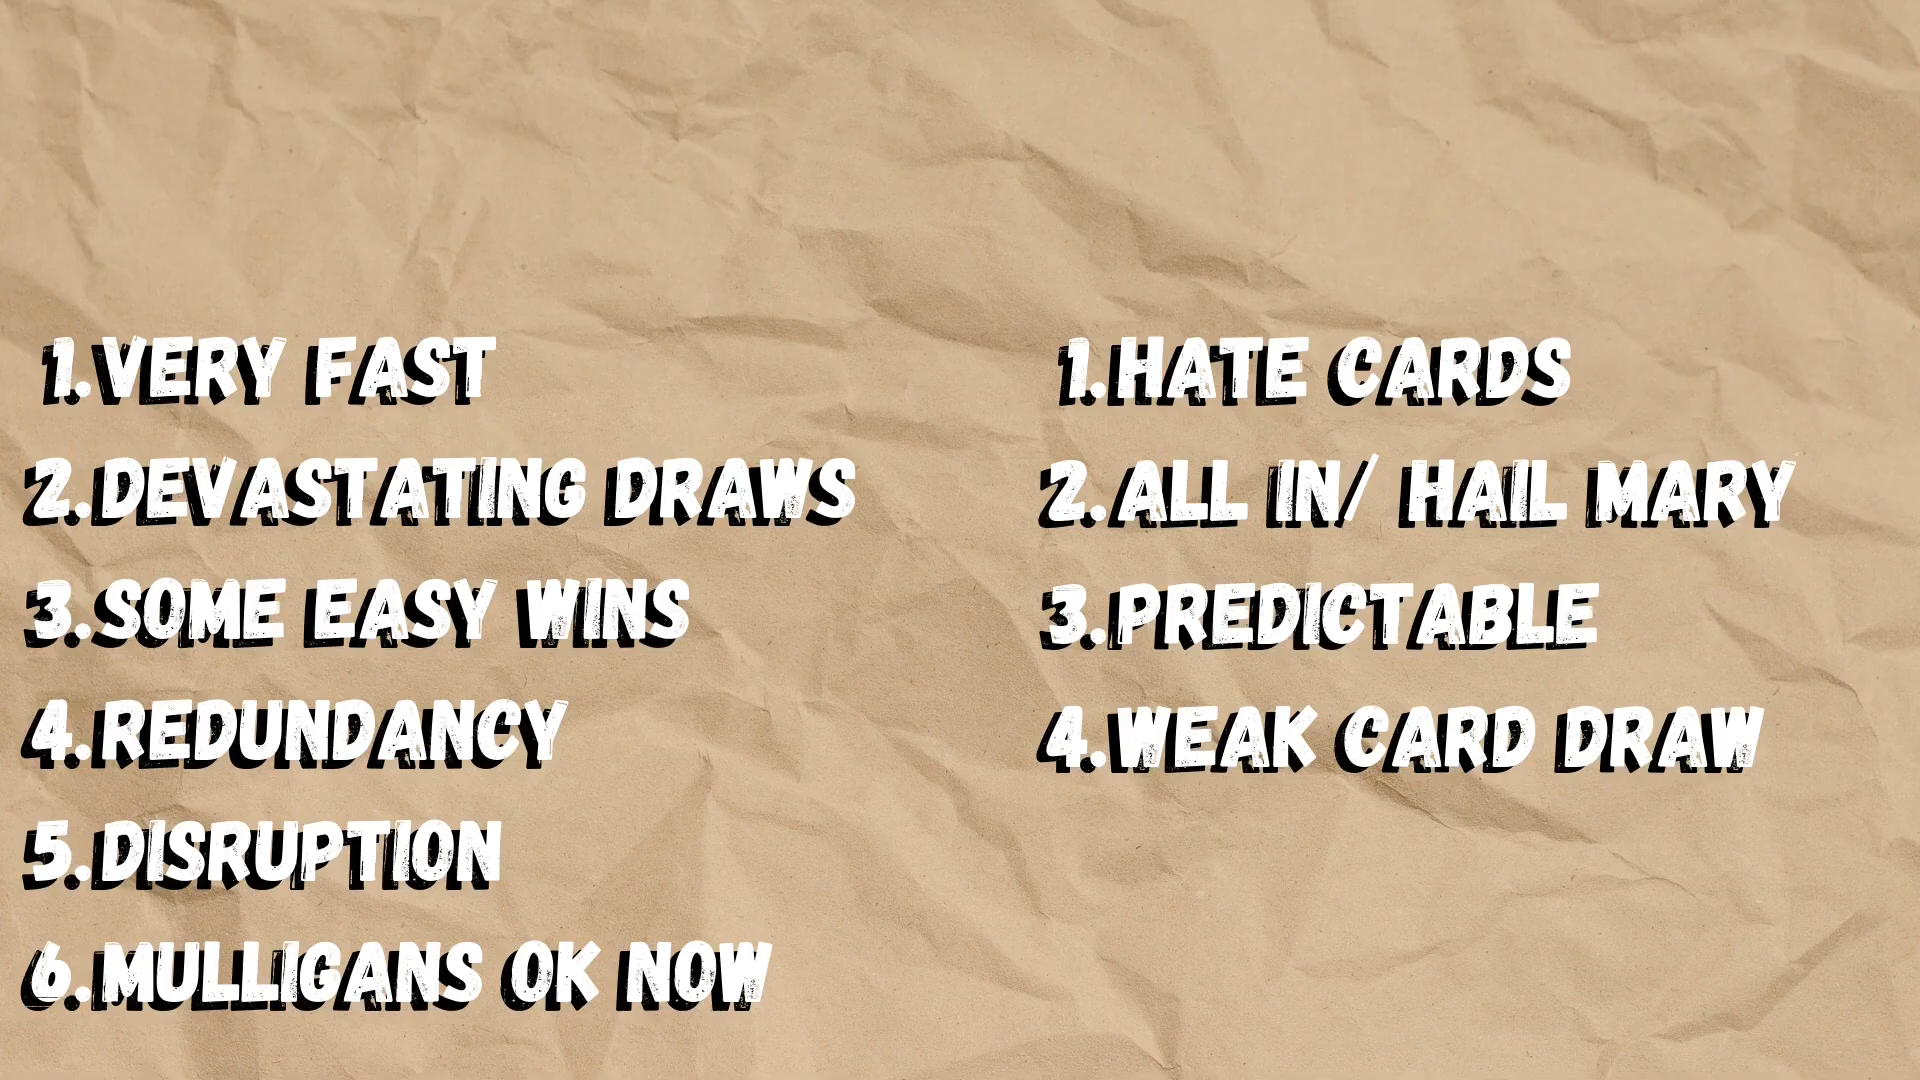 1.VERY FAST
2.DEVASTATING DRAWS
3.SOME EASY WINS
4.REDUNDANCY
5.DISRUPTION
6.MULLIGANS OK NOW
1.HATE CARDS
2.ALL IN/ HAIL MARY
3.PREDICTABLE
4.WEAK CARD DRAW